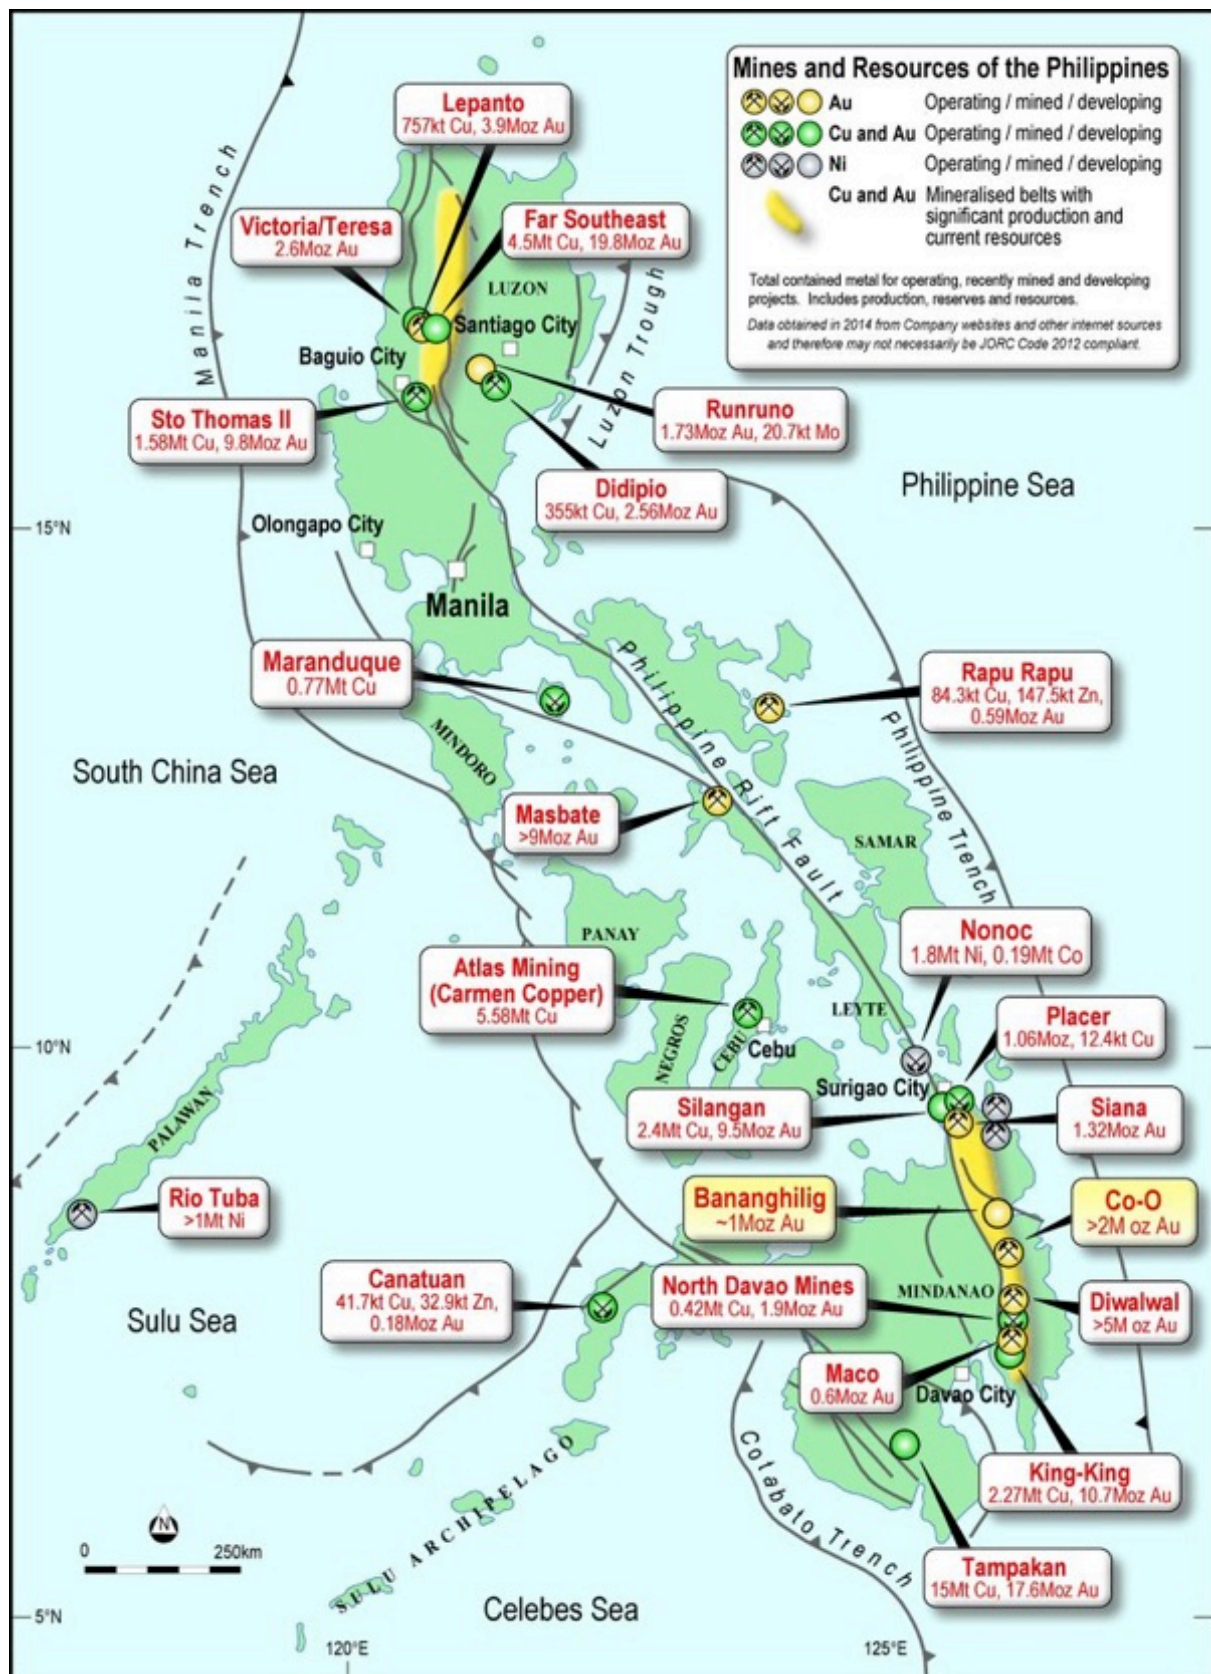 Mines and Resources of the Philippines
Au Operating / mined / developing
Cu and Au Operating / mined / developing
Ni Operating / mined / developing
Cu and Au Mineralised belts with
significant production and
current resources
Total contained metal for operating, recently mined and developing
projects. Includes production, reserves and resources.
Data obtained in 2014 from Company websites and other internet sources
and therefore may not necessarily be JORC Code 2012 compliant.
Lepanto
757kt Cu, 3.9Moz Au
Manila Trench
Victoria/Teresa
2.6Moz Au
Far Southeast
4.5Mt Cu, 19.8Moz Au
LUZON
Santiago City
Luzon Trough
Baguio City
Sto Thomas II
1.58Mt Cu, 9.8Moz Au
Runruno
1.73Moz Au, 20.7kt Mo
Didipio
355kt Cu, 2.56Moz Au
Philippine Sea
15°N
Olongapo City
Manila
Maranduque
0.77Mt Cu
Philippine Rift Fault
Rapu Rapu
84.3kt Cu, 147.5kt Zn,
0.59Moz Au
Philippine Trench
MINDORO
South China Sea
Masbate
>9Moz Au
SAMAR
PANAY
Nonoc
1.8Mt Ni, 0.19Mt Co
Atlas Mining
(Carmen Copper)
5.58Mt Cu
LEYTE
Placer
1.06Moz, 12.4kt Cu
10°N
NEGROS
CEBU
Cebu
Surigao City
Silangan
2.4Mt Cu, 9.5Moz Au
Siana
1.32Moz Au
PALAWAN
Rio Tuba
>1Mt Ni
Bananghilig
~1Moz Au
Co-O
>2M oz Au
Canatuan
41.7kt Cu, 32.9kt Zn,
0.18Moz Au
North Davao Mines
0.42Mt Cu, 1.9Moz Au
MINDANAO
Diwalwal
>5M oz Au
Sulu Sea
Maco
0.6Moz Au
Davao City
Cotabato Trench
King-King
2.27Mt Cu, 10.7Moz Au
SULU ARCHIPELAGO
N
0 250km
Tampakan
15Mt Cu, 17.6Moz Au
Celebes Sea
5°N
120°E
125°E